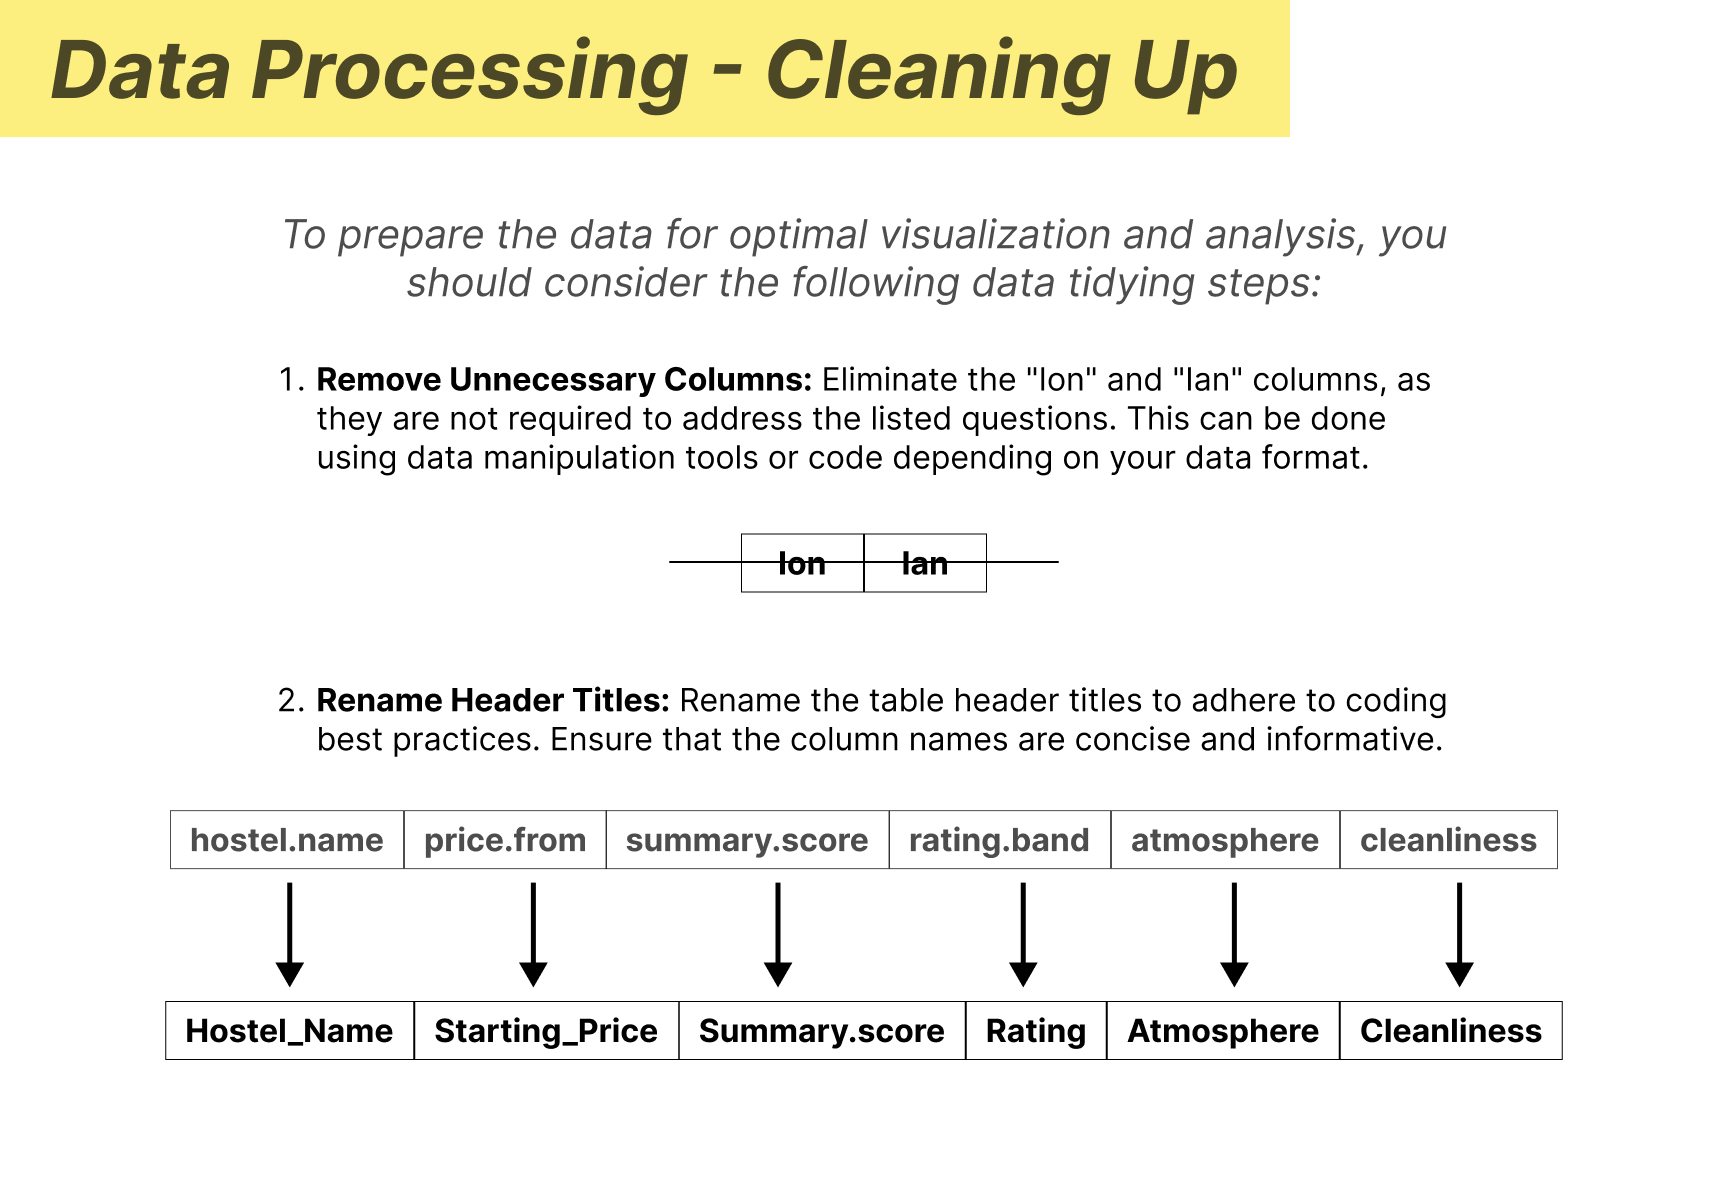 Data Processing - Cleaning Up
To prepare the data for optimal visualization and analysis, you
should consider the following data tidying steps:
1. Remove Unnecessary Columns: Eliminate the "lon" and "lan" columns, as
they are not required to address the listed questions. This can be done
using data manipulation tools or code depending on your data format.
lon lan
2. Rename Header Titles: Rename the table header titles to adhere to coding
best practices. Ensure that the column names are concise and informative.
hostel.name price.from summary.score rating.band atmosphere cleanliness
Hostel_Name Starting_Price Summary.score Rating Atmosphere Cleanliness